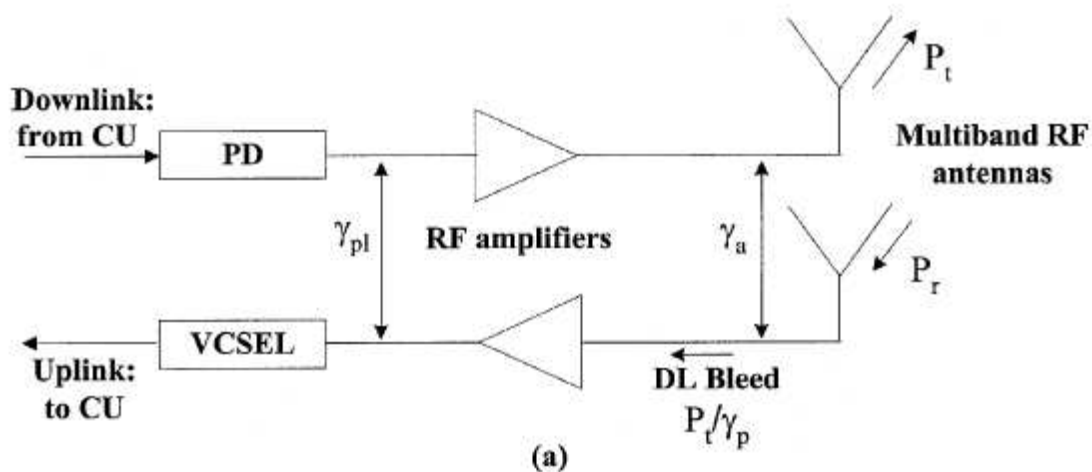 Downlink:
from CU
PD
P_t
Multiband RF
antennas
γ_pl
RF amplifiers
γ_a
P_r
VCSEL
Uplink:
to CU
DL Bleed
P_t/γ_p
(a)